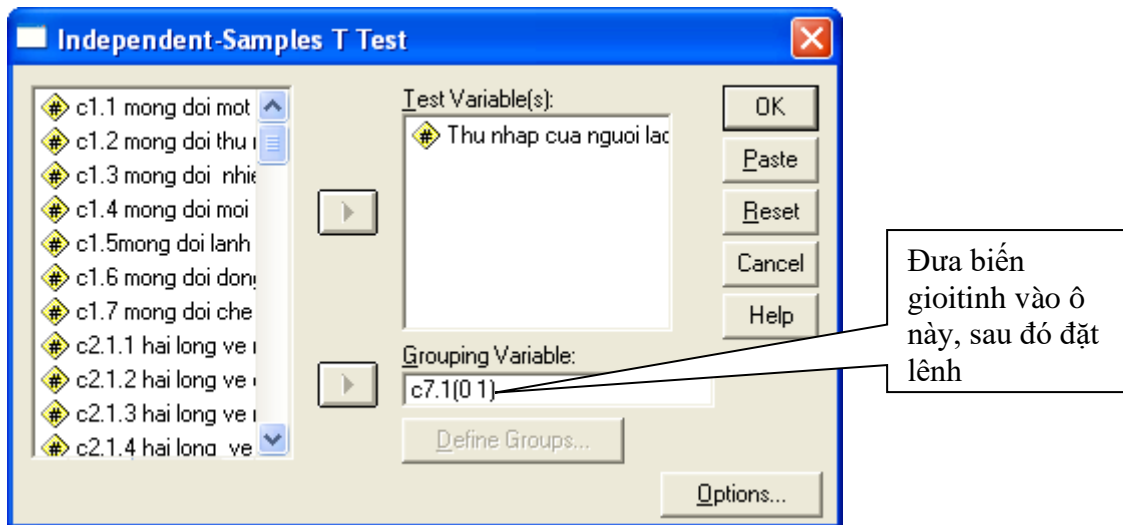 Independent-Samples T Test
c1.1 mong doi mot
c1.2 mong doi thu
c1.3 mong doi nhie
c1.4 mong doi moi
c1.5mong doi lanh
c1.6 mong doi dong
c1.7 mong doi che
c2.1.1 hai long ve
c2.1.2 hai long ve
c2.1.3 hai long ve
c2.1.4 hai long ve
Test Variable(s):
Thu nhap cua nguoi lao
Grouping Variable:
c7.1(0 1)
Define Groups...
OK
Paste
Reset
Cancel
Help
Options...
Đưa biến
gioitinh vào ô
này, sau đó đặt
lênh